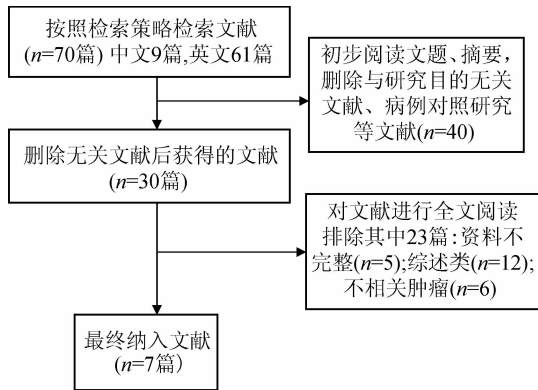 按照检索策略检索文献
(n=70篇) 中文9篇,英文61篇
初步阅读文题、摘要,
删除与研究目的无关
文献、病例对照研究
等文献(n=40)
删除无关文献后获得的文献
(n=30篇)
对文献进行全文阅读
排除其中23篇:资料不
完整(n=5);综述类(n=12);
不相关肿瘤(n=6)
最终纳入文献
(n=7篇)